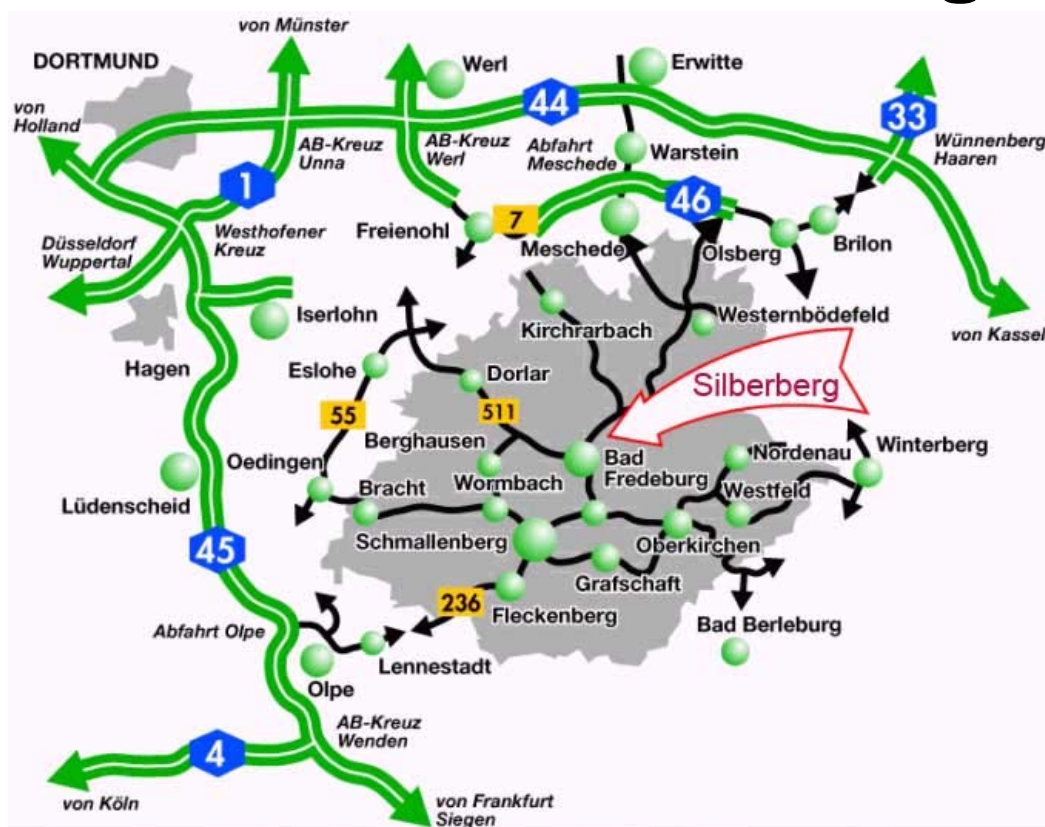 von Münster
DORTMUND
Werl
Erwitte
von
Holland
44
33
AB-Kreuz
Unna
AB-Kreuz
Werl
Abfahrt
Meschede
Warstein
Wünnenberg
Haaren
1
46
Düsseldorf
Wuppertal
Westhofener
Kreuz
Freienohl
7
Meschede
Olsberg
Brilon
Iserlohn
Kirchrarbach
Westernbödefeld
von Kassel
Hagen
Eslohe
Dorlar
Silberberg
55
511
Berghausen
Oedingen
Bracht
Wormbach
Bad
Fredeburg
Nordenau
Winterberg
Westfeld
Lüdenscheid
Schmallenberg
Oberkirchen
45
Grafschaft
236
Fleckenberg
Bad Berleburg
Abfahrt Olpe
Lennestadt
Olpe
AB-Kreuz
Wenden
4
von Köln
von Frankfurt
Siegen